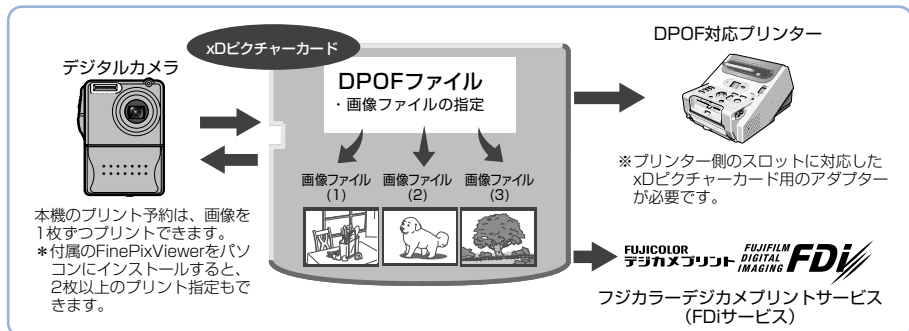 xDピクチャーカード
デジタルカメラ
本機のプリント予約は、画像を
1枚ずつプリントできます。
＊付属のFinePixViewerをパソ
コンにインストールすると、
2枚以上のプリント指定もで
きます。
DPOFファイル
・画像ファイルの指定
画像ファイル
(1)
画像ファイル
(2)
画像ファイル
(3)
DPOF対応プリンター
※プリンター側のスロットに対応した
xDピクチャーカード用のアダプター
が必要です。
FUJICOLOR
デジカメプリント
FUJIFILM
DIGITAL
IMAGING
FDi
フジカラーデジカメプリントサービス
（FDiサービス）